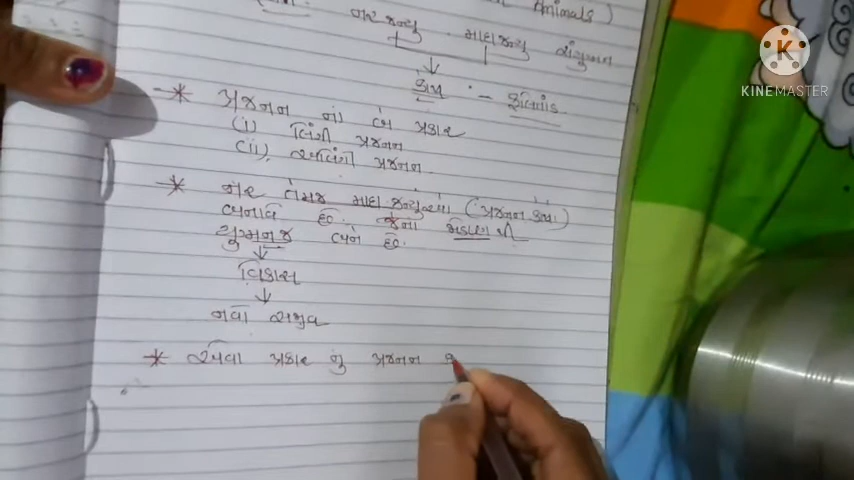 Animals)
નર જન્યુ માદા જન્યુ સંયુગ્મન
કોષ :- ફલિતાંડ
* પ્રજનન નાં બે પ્રકાર
(i) લિંગી પ્રજનન
(ii) અલિંગી પ્રજનન
* નર તેમજ માદા જન્યુઓ (પ્રજનન કોષ)
બનાવે છે. જેના જોડાણ થી
યુગ્મનજ બને છે.
વિકાસ
નવો સજીવ
* આવા પ્રકાર નું પ્રજનન જ
KINEMASTER